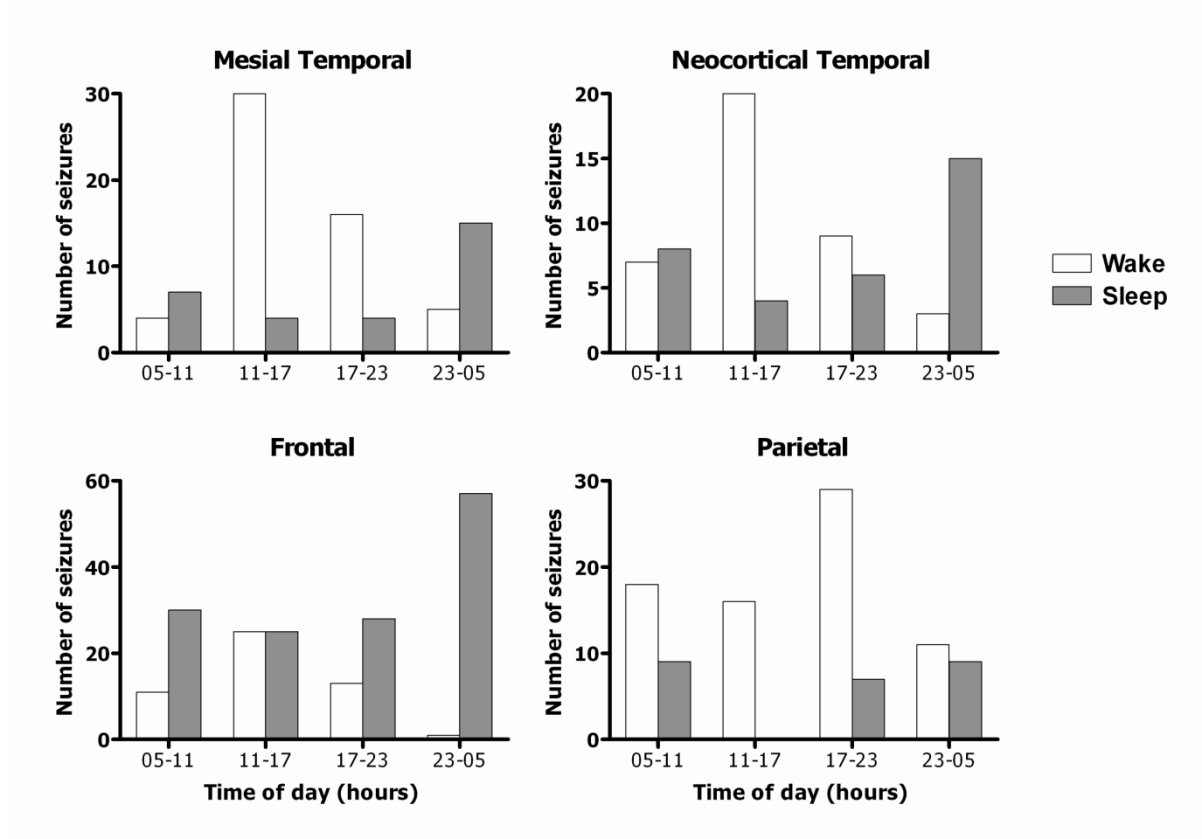 Mesial Temporal
Number of seizures
30
20
10
0
05-11 11-17 17-23 23-05
Neocortical Temporal
Number of seizures
20
15
10
5
0
05-11 11-17 17-23 23-05
Wake
Sleep
Frontal
Number of seizures
60
40
20
0
05-11 11-17 17-23 23-05
Time of day (hours)
Parietal
Number of seizures
30
20
10
0
05-11 11-17 17-23 23-05
Time of day (hours)